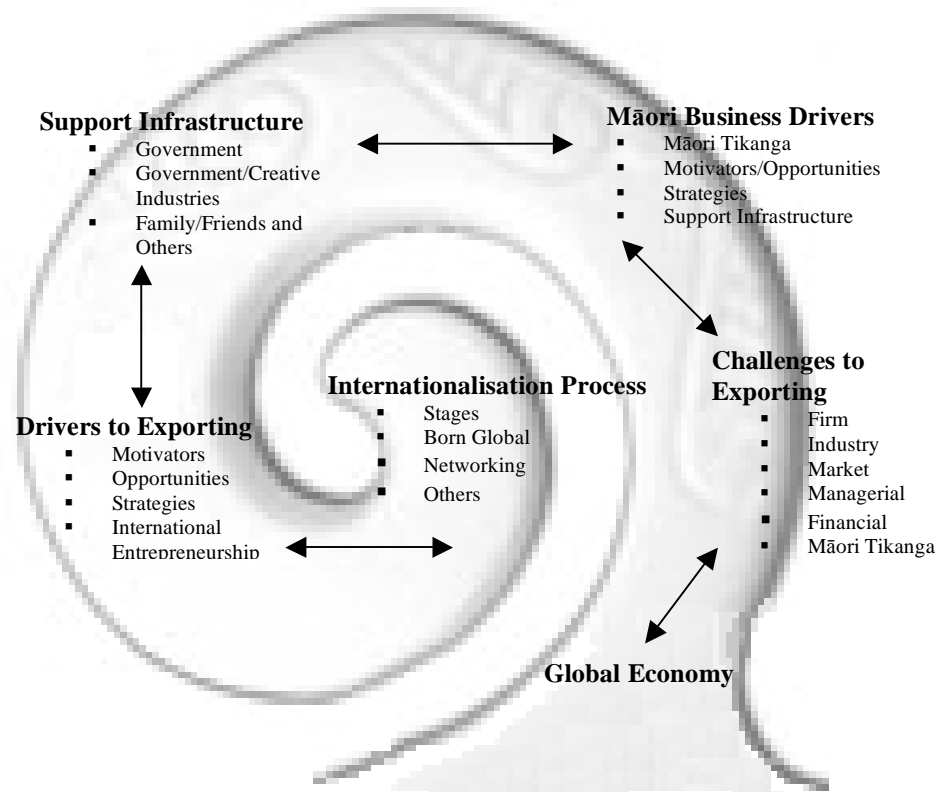 Support Infrastructure
▪ Government
▪ Government/Creative
Industries
▪ Family/Friends and
Others
Māori Business Drivers
▪ Māori Tikanga
▪ Motivators/Opportunities
▪ Strategies
▪ Support Infrastructure
Internationalisation Process
▪ Stages
▪ Born Global
▪ Networking
▪ Others
Challenges to
Exporting
▪ Firm
▪ Industry
▪ Market
▪ Managerial
▪ Financial
▪ Māori Tikanga
Drivers to Exporting
▪ Motivators
▪ Opportunities
▪ Strategies
▪ International
Entrepreneurship
Global Economy